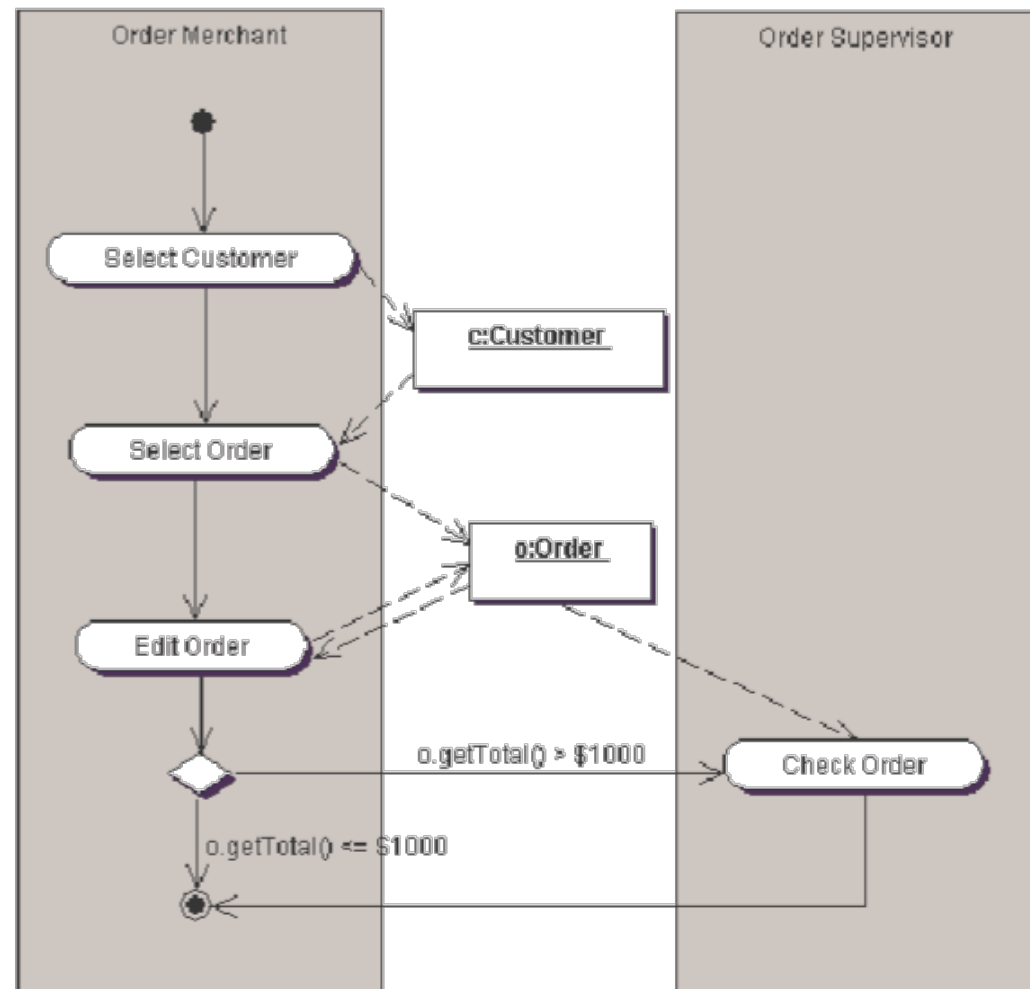 Order Merchant
Order Supervisor
Select Customer
c:Customer
Select Order
o:Order
Edit Order
o.getTotal() > $1000
Check Order
o.getTotal() <= $1000